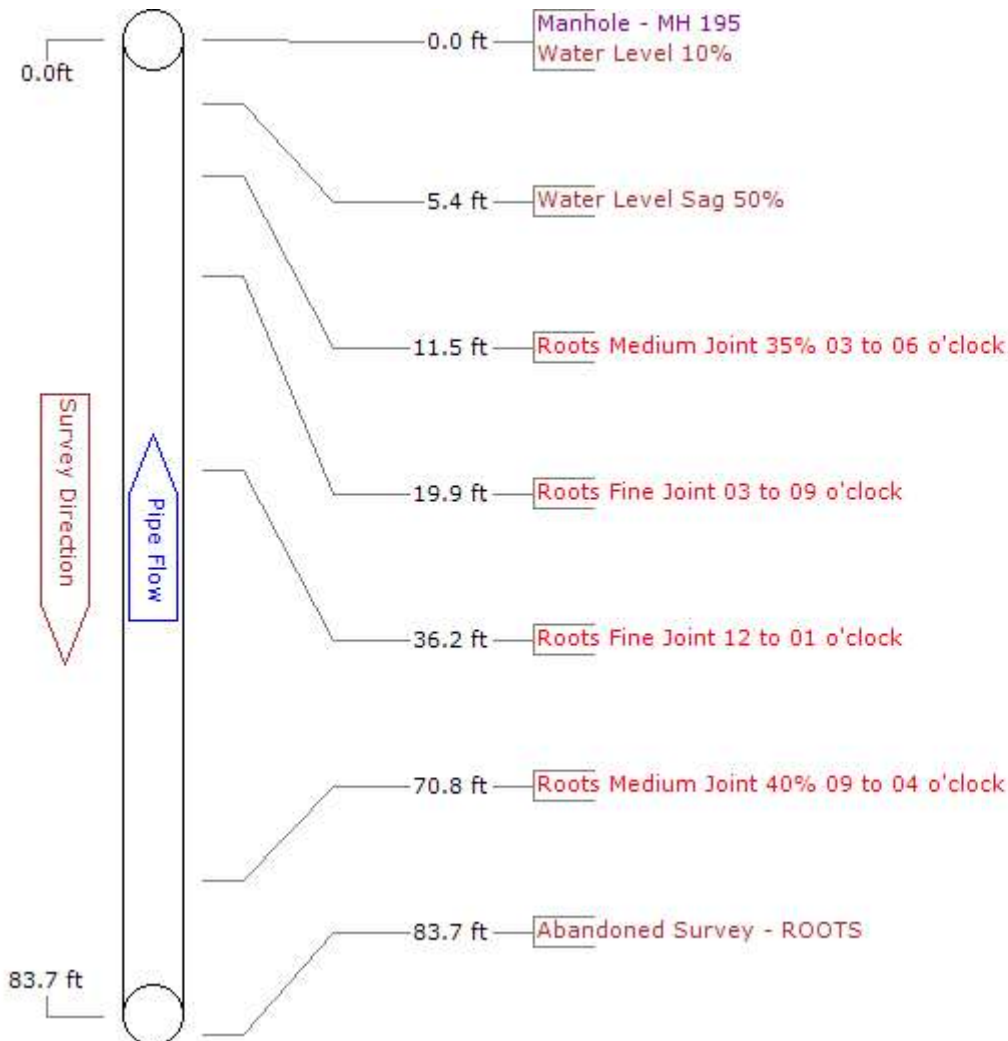 0.0ft
0.0 ft
Manhole - MH 195
Water Level 10%
5.4 ft
Water Level Sag 50%
11.5 ft
Roots Medium Joint 35% 03 to 06 o'clock
19.9 ft
Roots Fine Joint 03 to 09 o'clock
Survey Direction
Pipe Flow
36.2 ft
Roots Fine Joint 12 to 01 o'clock
70.8 ft
Roots Medium Joint 40% 09 to 04 o'clock
83.7 ft
Abandoned Survey - ROOTS
83.7 ft